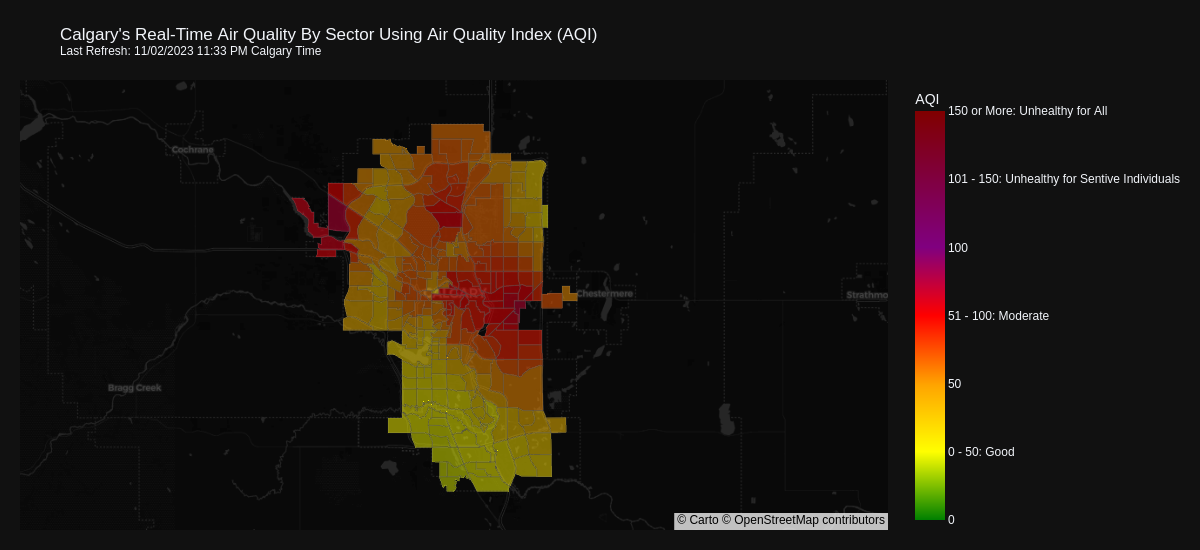 Calgary's Real-Time Air Quality By Sector Using Air Quality Index (AQI)
Last Refresh: 11/02/2023 11:33 PM Calgary Time
AQI
150 or More: Unhealthy for All
Cochrane
101 - 150: Unhealthy for Sentive Individuals
100
CALGARY
Chestermere
Strathmo
51 - 100: Moderate
50
Bragg Creek
0 - 50: Good
© Carto © OpenStreetMap contributors
0